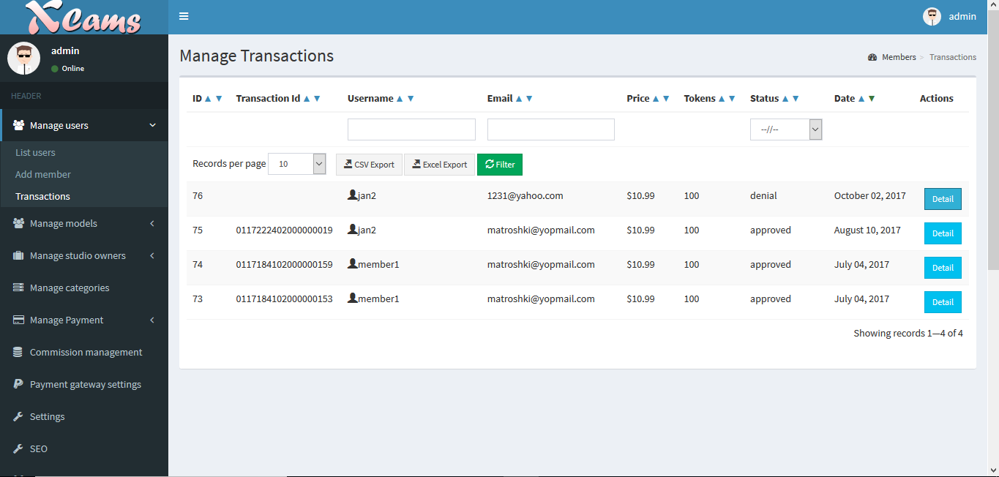 XCams
admin
admin
Online
HEADER
Manage users
List users
Add member
Transactions
Manage models
Manage studio owners
Manage categories
Manage Payment
Commission management
Payment gateway settings
Settings
SEO
Manage Transactions
Members > Transactions
ID ▲ ▼ Transaction Id ▲ ▼ Username ▲ ▼ Email ▲ ▼ Price ▲ ▼ Tokens ▲ ▼ Status ▲ ▼ Date ▲ ▼ Actions
--//--
Records per page 10 CSV Export Excel Export Filter
76 jan2 1231@yahoo.com $10.99 100 denial October 02, 2017 Detail
75 0117222402000000019 jan2 matroshki@yopmail.com $10.99 100 approved August 10, 2017 Detail
74 0117184102000000159 member1 matroshki@yopmail.com $10.99 100 approved July 04, 2017 Detail
73 0117184102000000153 member1 matroshki@yopmail.com $10.99 100 approved July 04, 2017 Detail
Showing records 1—4 of 4